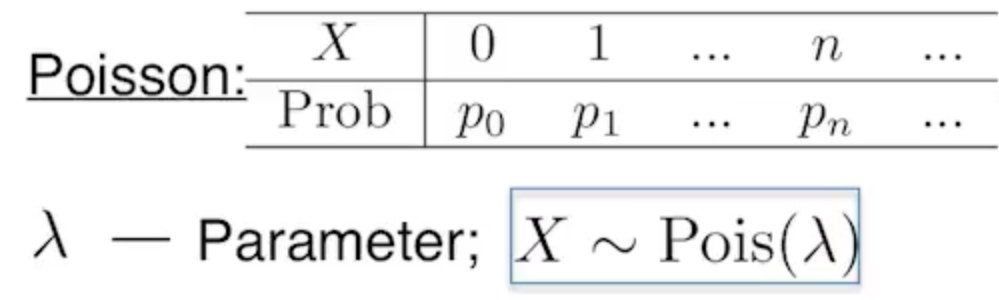 Poisson:
X 0 1 ... n ...
Prob p₀ p₁ ... pₙ ...
λ — Parameter; X ∼ Pois(λ)